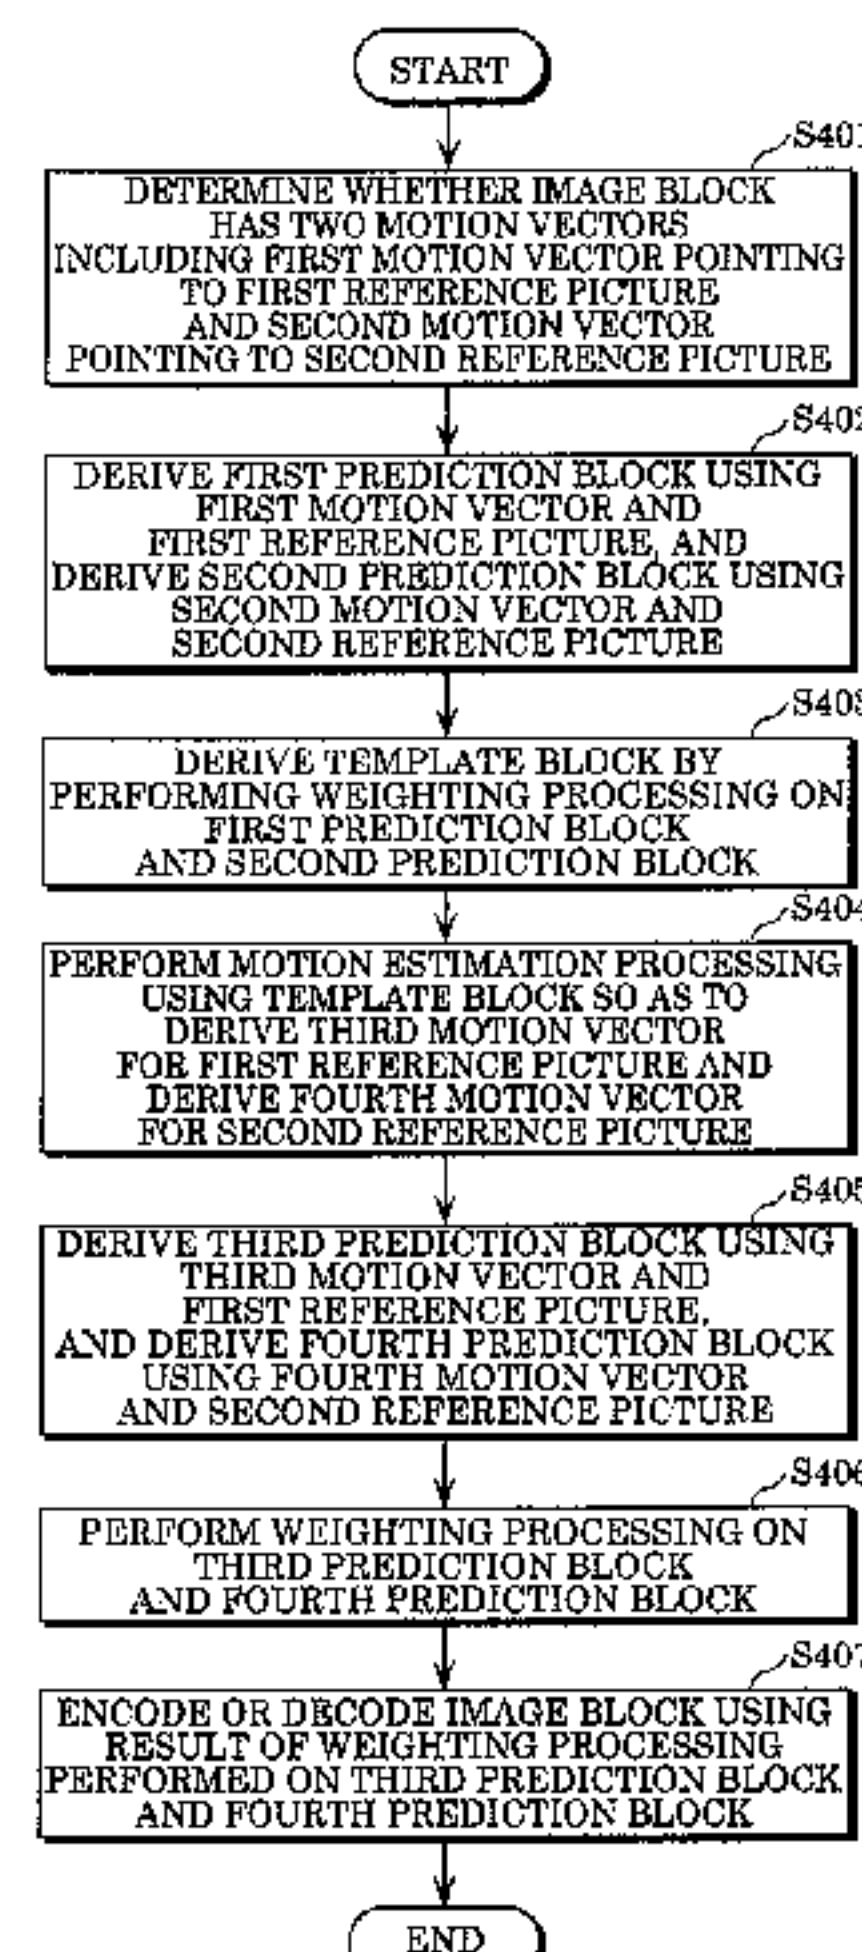 START
S401
DETERMINE WHETHER IMAGE BLOCK
HAS TWO MOTION VECTORS
INCLUDING FIRST MOTION VECTOR POINTING
TO FIRST REFERENCE PICTURE
AND SECOND MOTION VECTOR
POINTING TO SECOND REFERENCE PICTURE
S402
DERIVE FIRST PREDICTION BLOCK USING
FIRST MOTION VECTOR AND
FIRST REFERENCE PICTURE, AND
DERIVE SECOND PREDICTION BLOCK USING
SECOND MOTION VECTOR AND
SECOND REFERENCE PICTURE
S403
DERIVE TEMPLATE BLOCK BY
PERFORMING WEIGHTING PROCESSING ON
FIRST PREDICTION BLOCK
AND SECOND PREDICTION BLOCK
S404
PERFORM MOTION ESTIMATION PROCESSING
USING TEMPLATE BLOCK SO AS TO
DERIVE THIRD MOTION VECTOR
FOR FIRST REFERENCE PICTURE AND
DERIVE FOURTH MOTION VECTOR
FOR SECOND REFERENCE PICTURE
S405
DERIVE THIRD PREDICTION BLOCK USING
THIRD MOTION VECTOR AND
FIRST REFERENCE PICTURE,
AND DERIVE FOURTH PREDICTION BLOCK
USING FOURTH MOTION VECTOR
AND SECOND REFERENCE PICTURE
S406
PERFORM WEIGHTING PROCESSING ON
THIRD PREDICTION BLOCK
AND FOURTH PREDICTION BLOCK
S407
ENCODE OR DECODE IMAGE BLOCK USING
RESULT OF WEIGHTING PROCESSING
PERFORMED ON THIRD PREDICTION BLOCK
AND FOURTH PREDICTION BLOCK
END